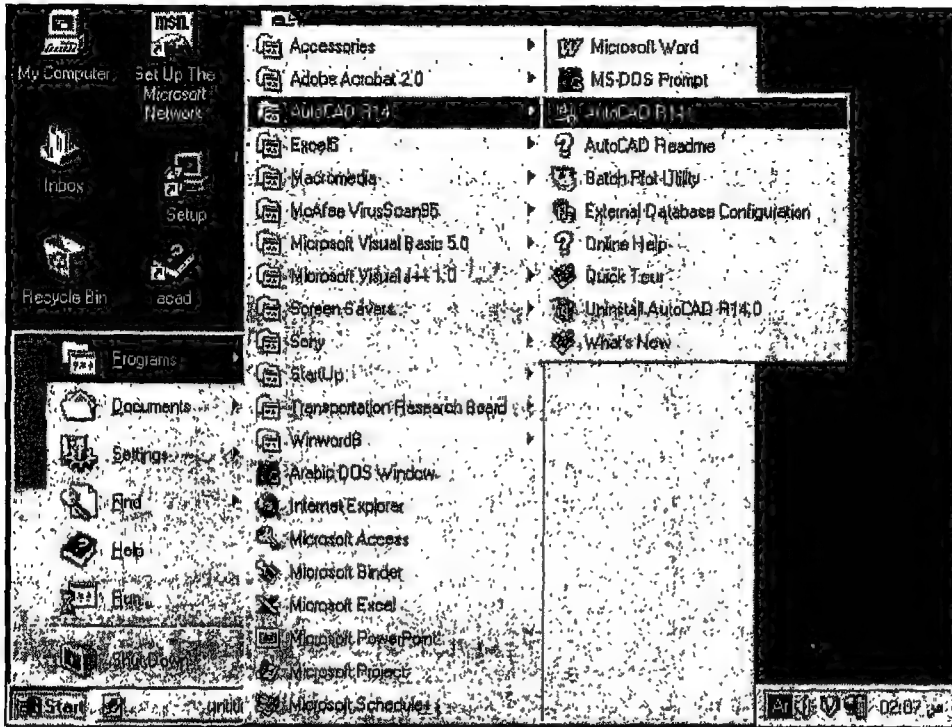 My Computer
Set Up The
Microsoft
Network
Inbox
Setup
Recycle Bin
acad
Programs
Documents
Settings
Find
Help
Run...
Shut Down...
Start
Accessories
Adobe Acrobat 2.0
AutoCAD R14
Excel8
Macromedia
McAfee VirusScan95
Microsoft Visual Basic 5.0
Microsoft Visual J++ 1.0
Screen Savers
Sony
StartUp
Transportation Research Board
Winword8
Arabic DOS Window
Internet Explorer
Microsoft Access
Microsoft Binder
Microsoft Excel
Microsoft PowerPoint
Microsoft Project
Microsoft Schedule+
Microsoft Word
MS-DOS Prompt
AutoCAD R14
AutoCAD Readme
Batch Plot Utility
External Database Configuration
Online Help
Quick Tour
Uninstall AutoCAD R14.0
What's New
02:07